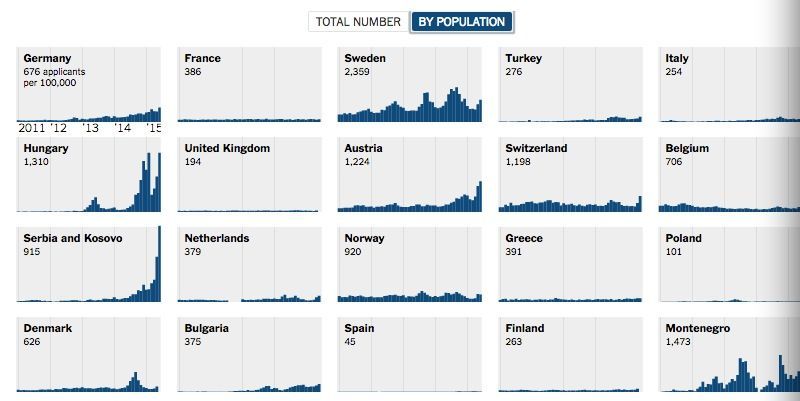 TOTAL NUMBER BY POPULATION
Germany
676 applicants
per 100,000
2011 '12 '13 '14 '15
France
386
Sweden
2,359
Turkey
276
Italy
254
Hungary
1,310
United Kingdom
194
Austria
1,224
Switzerland
1,198
Belgium
706
Serbia and Kosovo
915
Netherlands
379
Norway
920
Greece
391
Poland
101
Denmark
626
Bulgaria
375
Spain
45
Finland
263
Montenegro
1,473